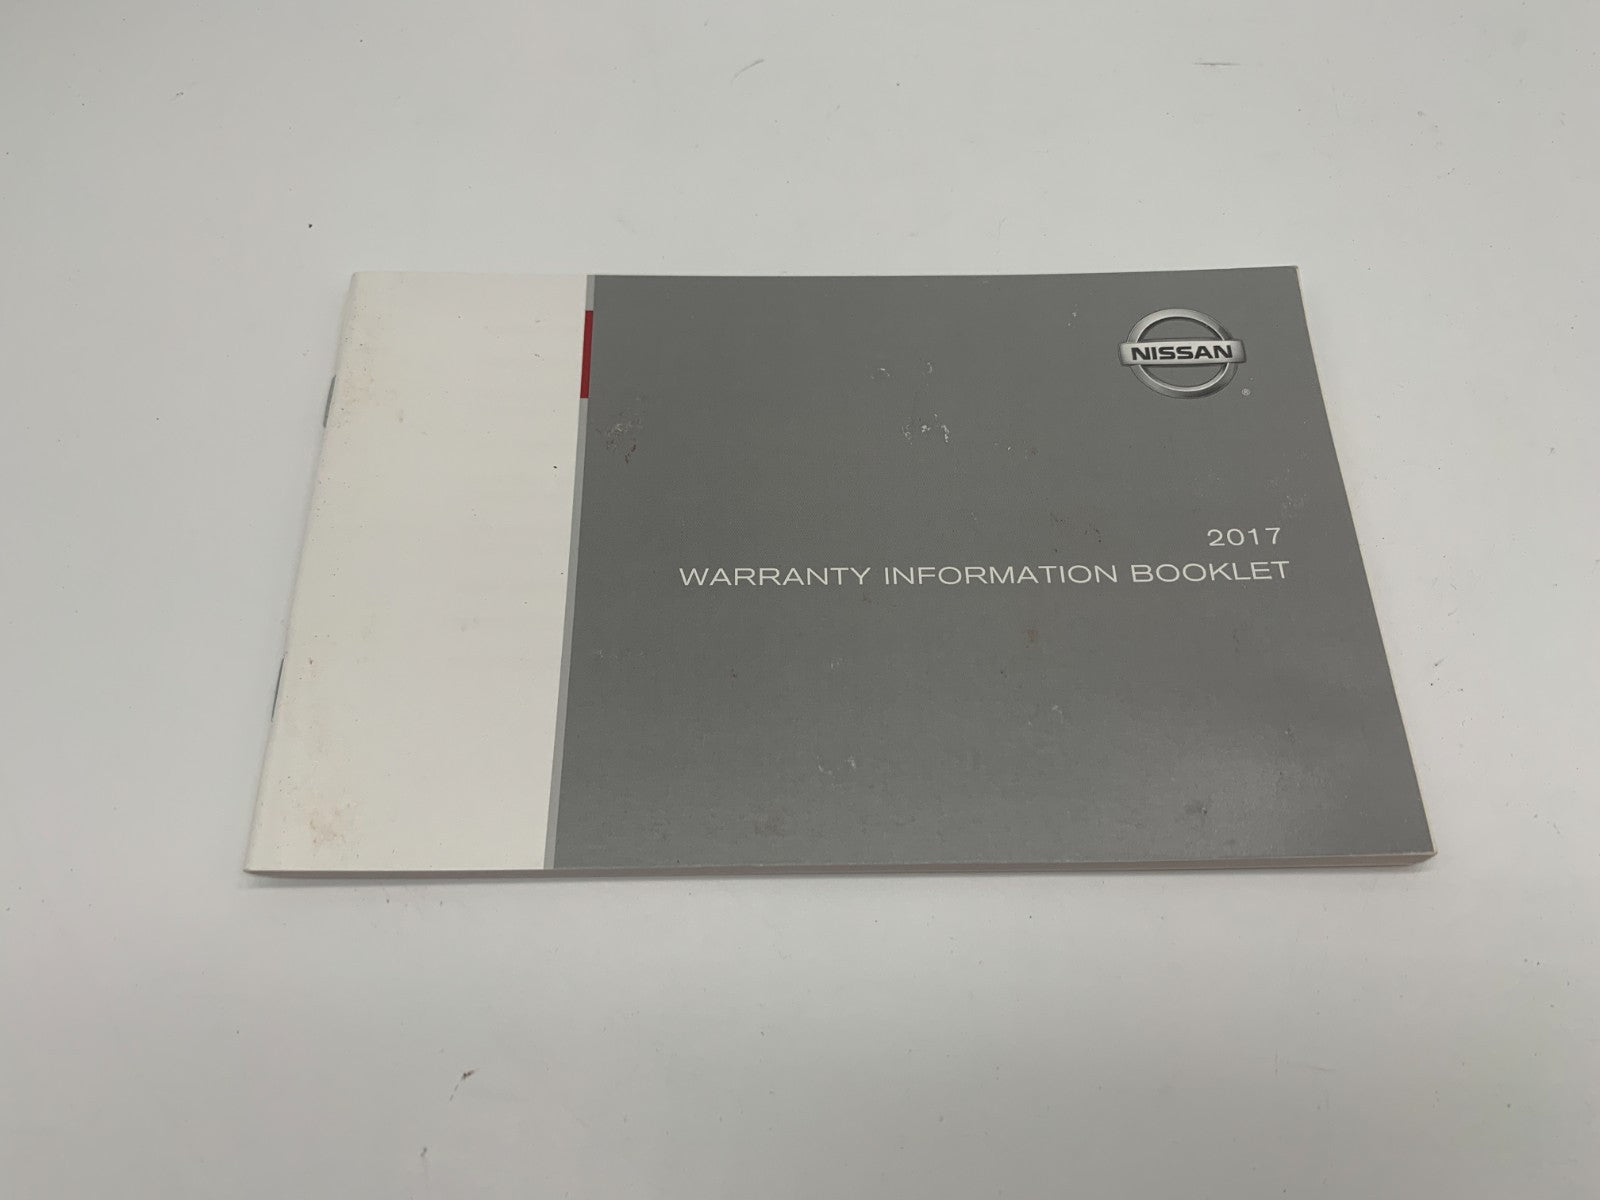 NISSAN
®
2017
WARRANTY INFORMATION BOOKLET